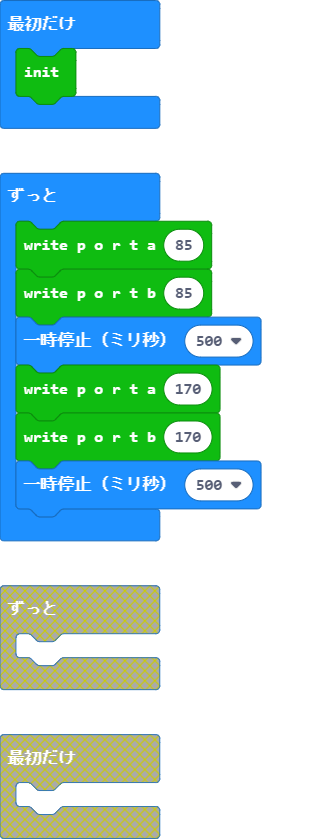 最初だけ
init
ずっと
write p o r t a 85
write p o r t b 85
一時停止（ミリ秒） 500
write p o r t a 170
write p o r t b 170
一時停止（ミリ秒） 500
ずっと
最初だけ